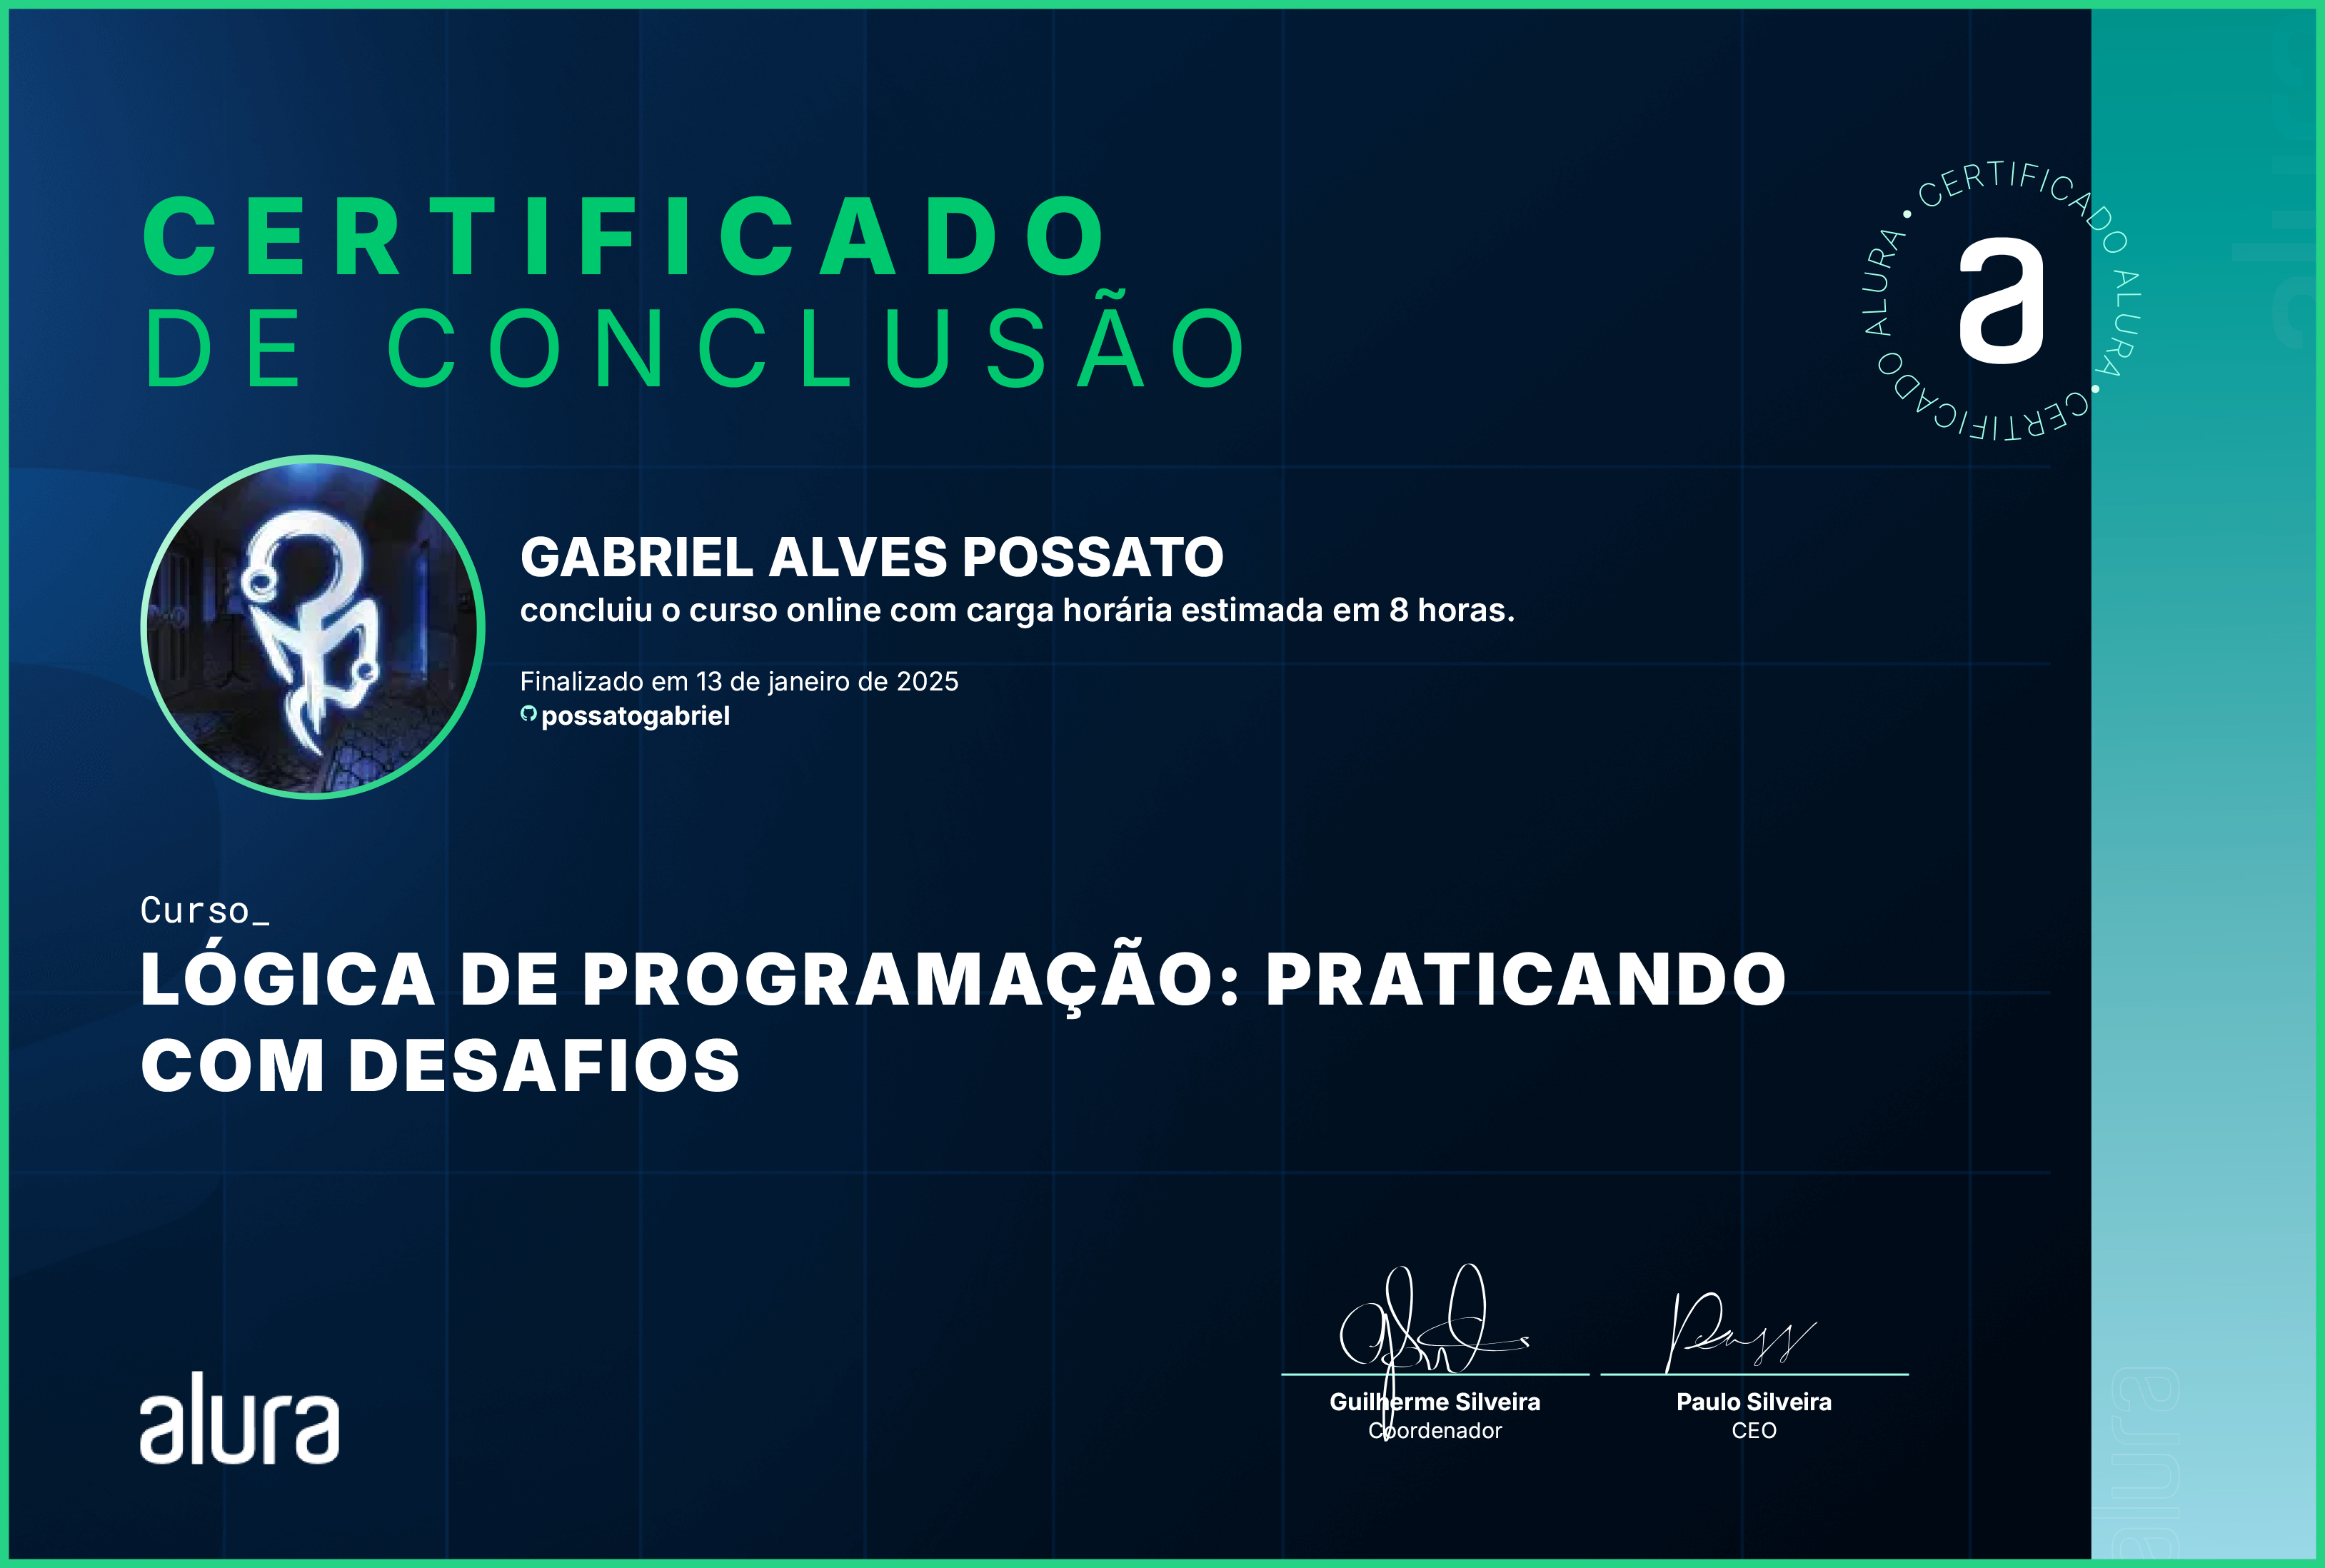 CERTIFICADO
DE CONCLUSÃO
CERTIFICADO ALURA • CERTIFICADO ALURA •
a
GABRIEL ALVES POSSATO
concluiu o curso online com carga horária estimada em 8 horas.
Finalizado em 13 de janeiro de 2025
possatogabriel
Curso_
LÓGICA DE PROGRAMAÇÃO: PRATICANDO
COM DESAFIOS
Guilherme Silveira
Coordenador
Paulo Silveira
CEO
alura
alura
alura